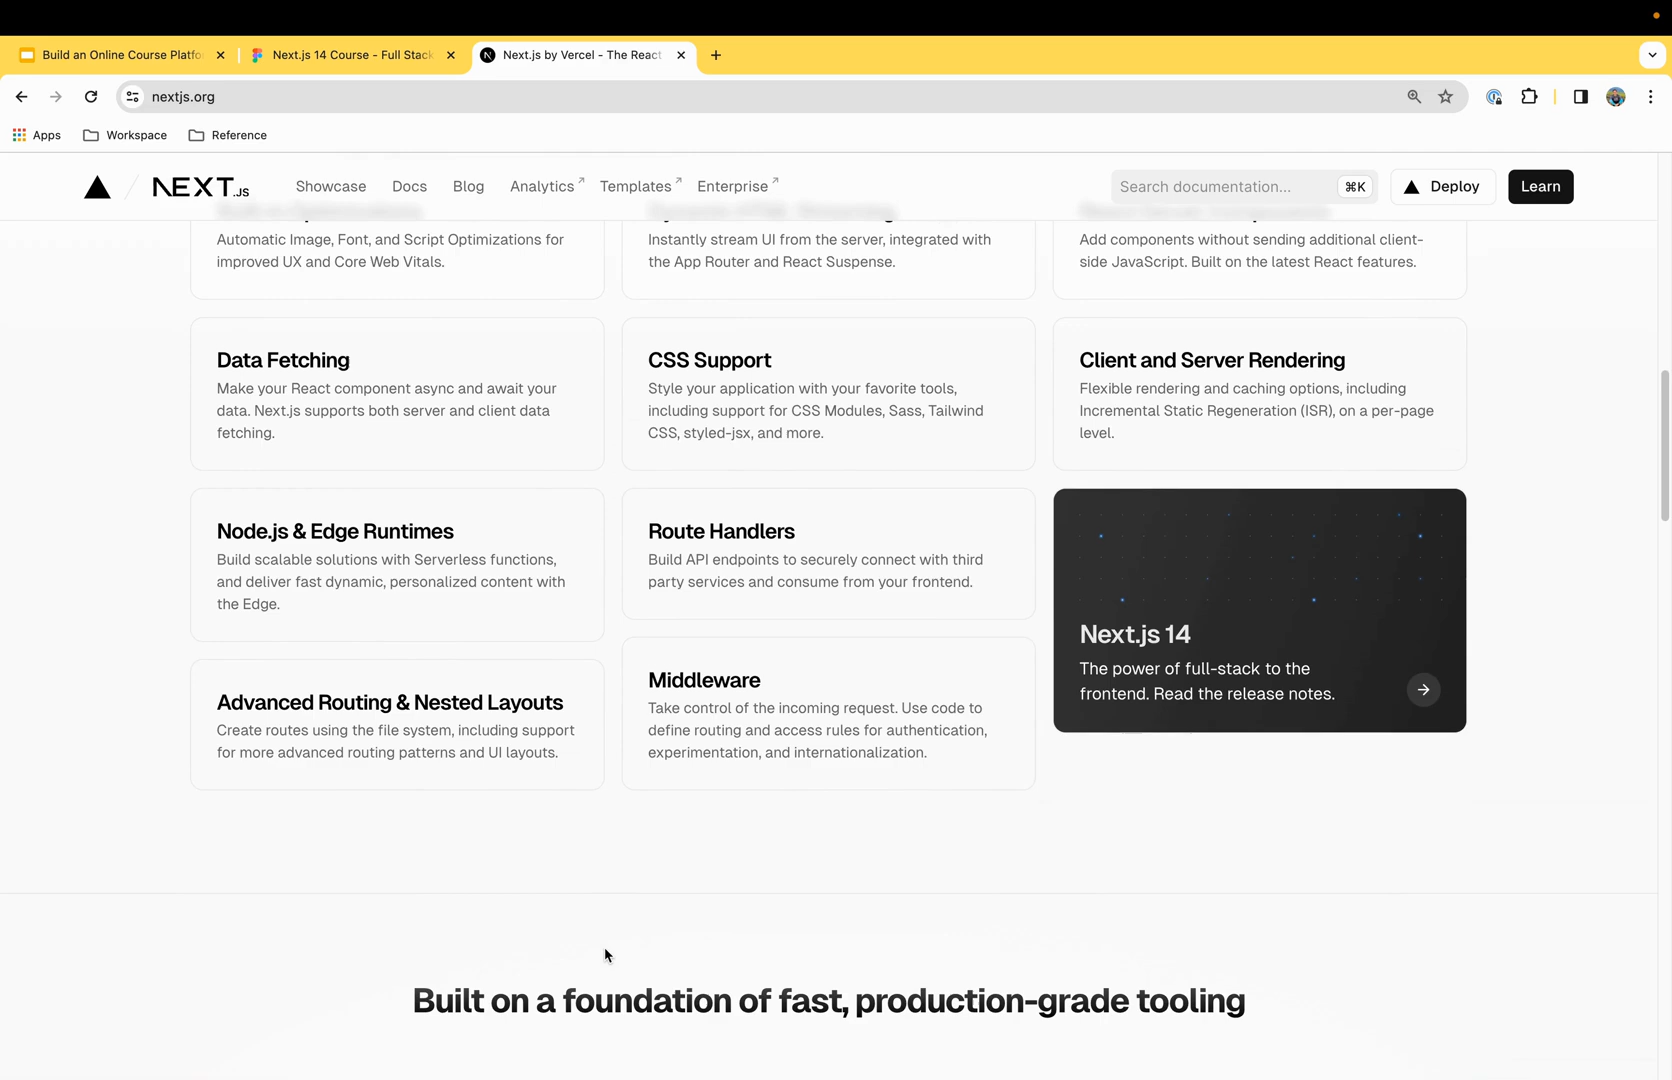 Build an Online Course Platfo
Next.js 14 Course - Full Stack
Next.js by Vercel - The React
nextjs.org
Apps
Workspace
Reference
NEXT.JS
Showcase
Docs
Blog
Analytics
Templates
Enterprise
Search documentation...
⌘K
Deploy
Learn
Automatic Image, Font, and Script Optimizations for
improved UX and Core Web Vitals.
Instantly stream UI from the server, integrated with
the App Router and React Suspense.
Add components without sending additional client-
side JavaScript. Built on the latest React features.
Data Fetching
Make your React component async and await your
data. Next.js supports both server and client data
fetching.
CSS Support
Style your application with your favorite tools,
including support for CSS Modules, Sass, Tailwind
CSS, styled-jsx, and more.
Client and Server Rendering
Flexible rendering and caching options, including
Incremental Static Regeneration (ISR), on a per-page
level.
Node.js & Edge Runtimes
Build scalable solutions with Serverless functions,
and deliver fast dynamic, personalized content with
the Edge.
Route Handlers
Build API endpoints to securely connect with third
party services and consume from your frontend.
Next.js 14
The power of full-stack to the
frontend. Read the release notes.
Advanced Routing & Nested Layouts
Create routes using the file system, including support
for more advanced routing patterns and UI layouts.
Middleware
Take control of the incoming request. Use code to
define routing and access rules for authentication,
experimentation, and internationalization.
Built on a foundation of fast, production-grade tooling